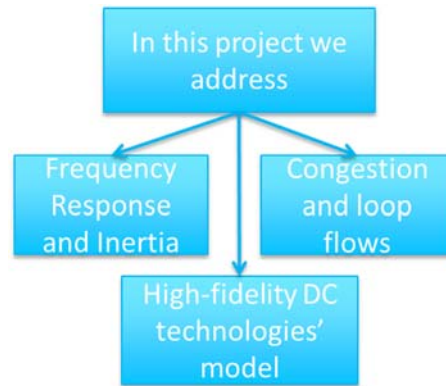 In this project we
address
Frequency
Response
and Inertia
Congestion
and loop
flows
High-fidelity DC
technologies’
model